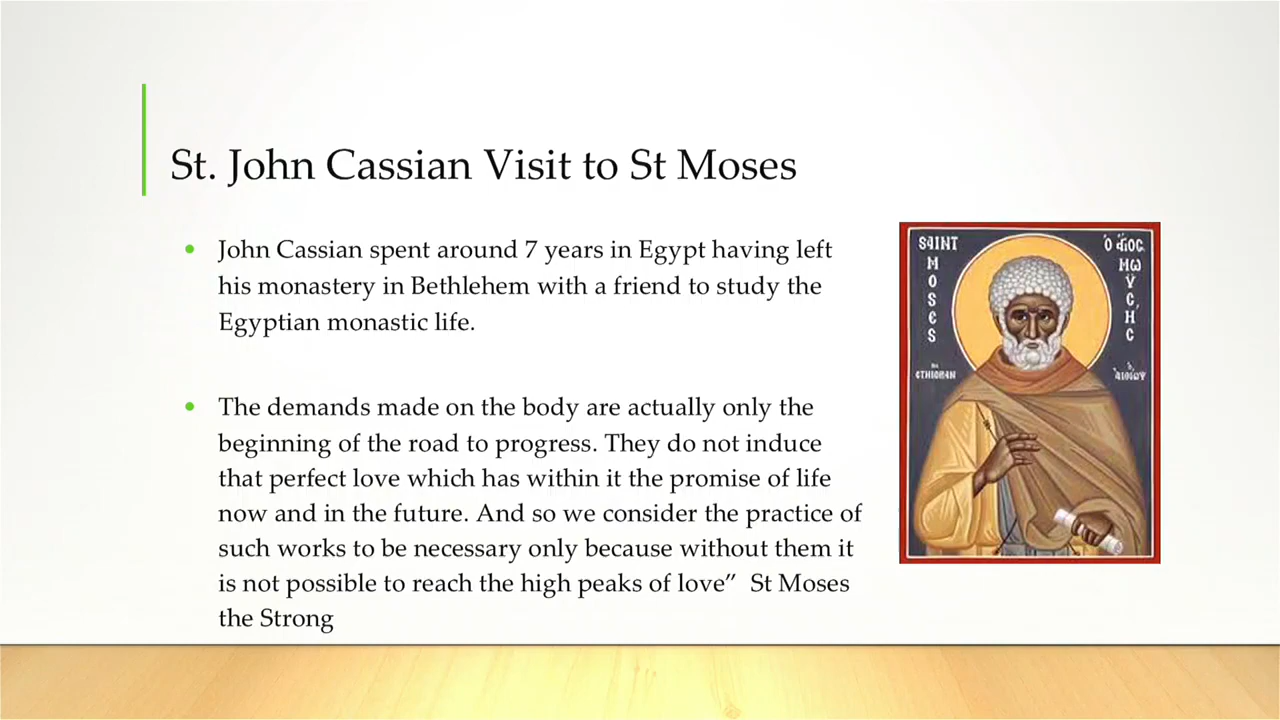 St. John Cassian Visit to St Moses
John Cassian spent around 7 years in Egypt having left
his monastery in Bethlehem with a friend to study the
Egyptian monastic life.
The demands made on the body are actually only the
beginning of the road to progress. They do not induce
that perfect love which has within it the promise of life
now and in the future. And so we consider the practice of
such works to be necessary only because without them it
is not possible to reach the high peaks of love”  St Moses
the Strong
SAINT
M
O
S
E
S
Ὁ ἅΓΙΟC
ΜΩ
Ϋ
C
Η
C